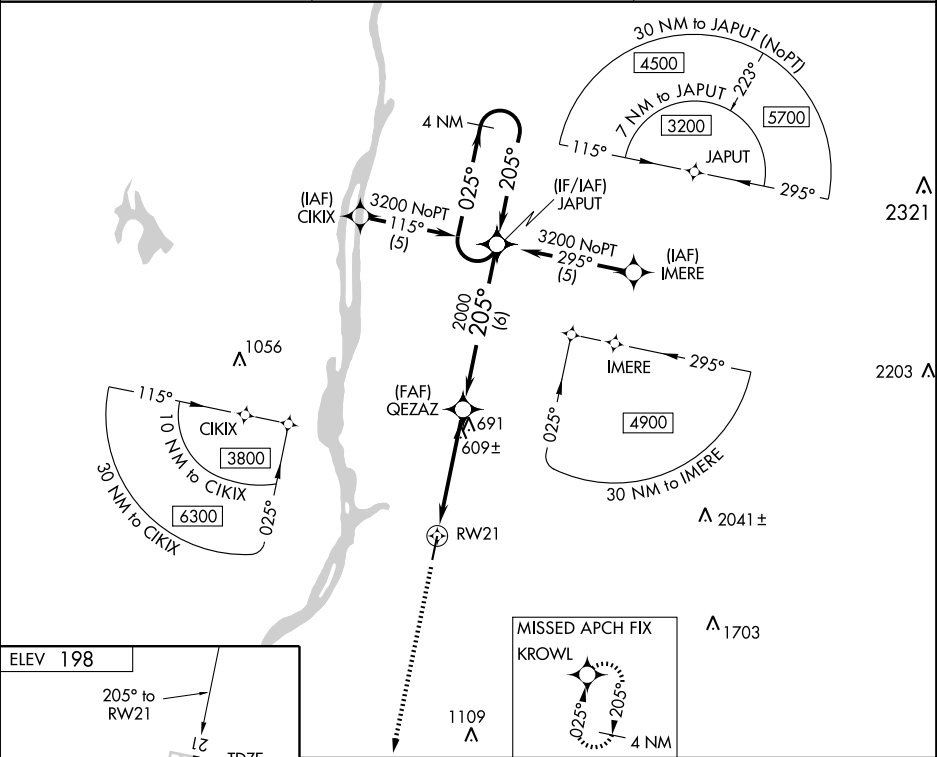 30 NM to JAPUT (NoPT)
4500
223°
7 NM to JAPUT
5700
3200
115°
JAPUT
295°
4 NM
025°
205°
(IF/IAF)
JAPUT
(IAF)
CIKIX
3200 NoPT
115°
(5)
3200 NoPT
295°
(5)
(IAF)
IMERE
2321
2000
205°
(6)
1056
2203
115°
CIKIX
10 NM to CIKIX
3800
30 NM to CIKIX
6300
025°
(FAF)
QEZAZ
691
609±
IMERE
295°
025°
4900
30 NM to IMERE
2041±
RW21
1703
MISSED APCH FIX
KROWL
025°
205°
4 NM
1109
ELEV 198
205° to
RW21
21
TDZE